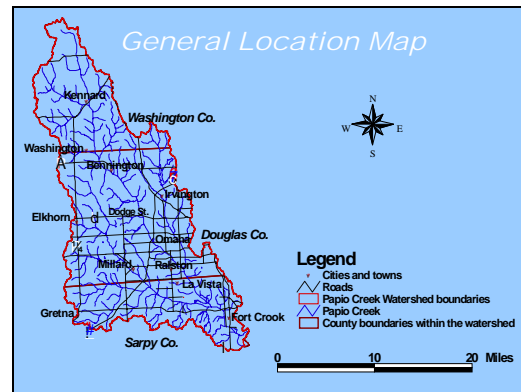 General Location Map
Kennard
Washington Co.
Washington
Bennington
Irvington
Elkhorn
Dodge St.
Omaha
Douglas Co.
Millard
Ralston
La Vista
Gretna
Fort Crook
Sarpy Co.
N
W
E
S
Legend
Cities and towns
Roads
Papio Creek Watershed boundaries
Papio Creek
County boundaries within the watershed
0 10 20 Miles